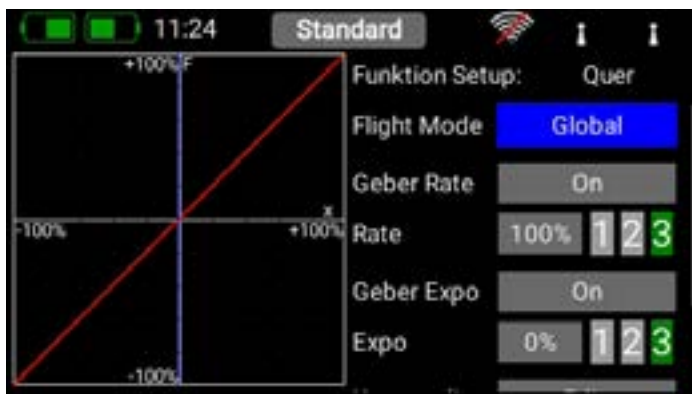 11:24 Standard
+100% F
Funktion Setup: Quer
Flight Mode Global
Geber Rate On
x
-100% +100%
Rate 100% 1 2 3
Geber Expo On
Expo 0% 1 2 3
-100%